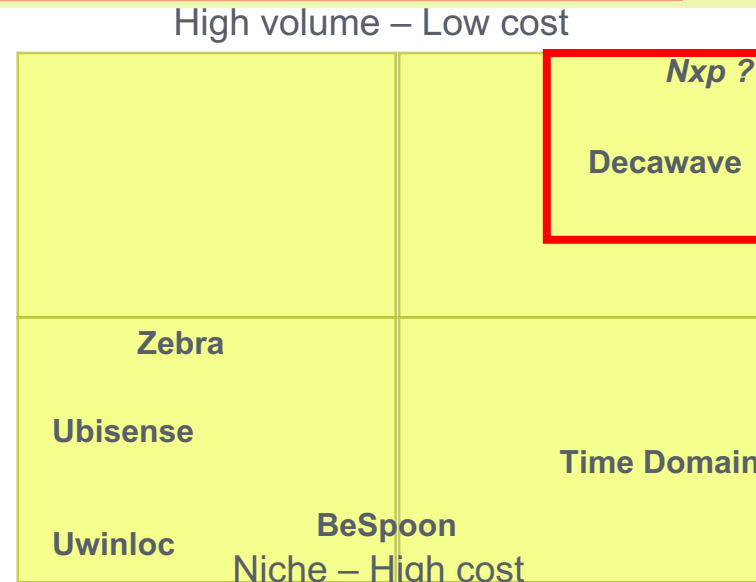 High volume – Low cost
Nxp ?
Decawave
Zebra
Ubisense
Time Domain
BeSpoon
Uwinloc
Niche – High cost